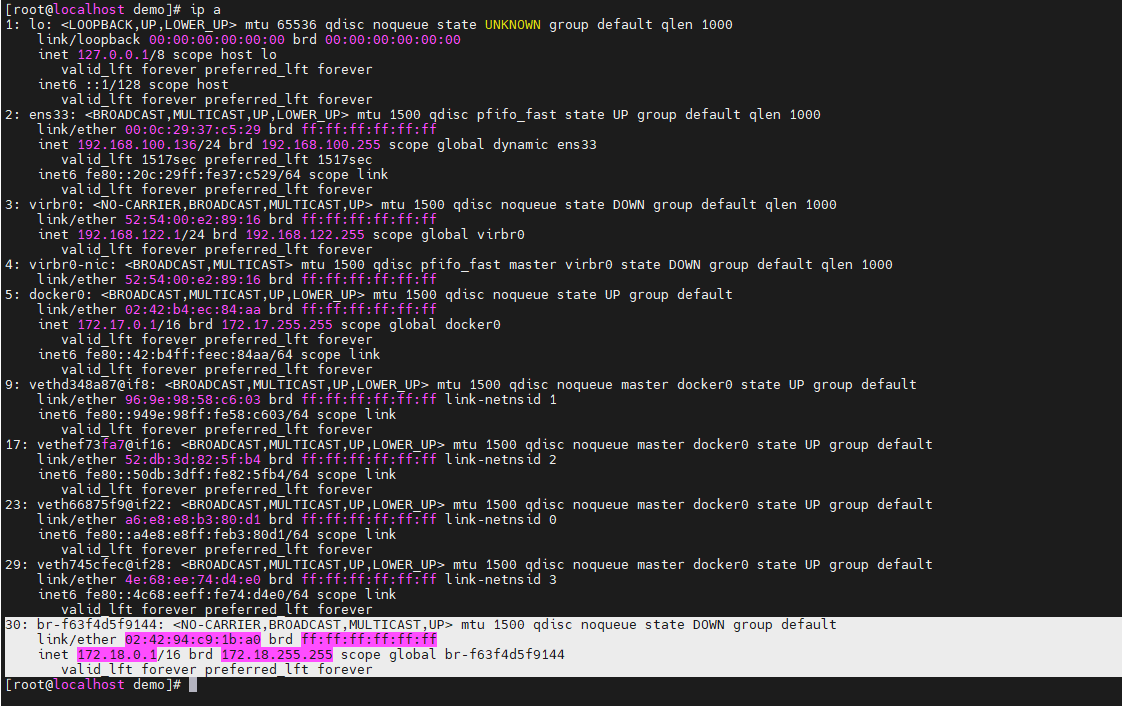 [root@localhost demo]# ip a
1: lo: <LOOPBACK,UP,LOWER_UP> mtu 65536 qdisc noqueue state UNKNOWN group default qlen 1000
    link/loopback 00:00:00:00:00:00 brd 00:00:00:00:00:00
    inet 127.0.0.1/8 scope host lo
       valid_lft forever preferred_lft forever
    inet6 ::1/128 scope host
       valid_lft forever preferred_lft forever
2: ens33: <BROADCAST,MULTICAST,UP,LOWER_UP> mtu 1500 qdisc pfifo_fast state UP group default qlen 1000
    link/ether 00:0c:29:37:c5:29 brd ff:ff:ff:ff:ff:ff
    inet 192.168.100.136/24 brd 192.168.100.255 scope global dynamic ens33
       valid_lft 1517sec preferred_lft 1517sec
    inet6 fe80::20c:29ff:fe37:c529/64 scope link
       valid_lft forever preferred_lft forever
3: virbr0: <NO-CARRIER,BROADCAST,MULTICAST,UP> mtu 1500 qdisc noqueue state DOWN group default qlen 1000
    link/ether 52:54:00:e2:89:16 brd ff:ff:ff:ff:ff:ff
    inet 192.168.122.1/24 brd 192.168.122.255 scope global virbr0
       valid_lft forever preferred_lft forever
4: virbr0-nic: <BROADCAST,MULTICAST> mtu 1500 qdisc pfifo_fast master virbr0 state DOWN group default qlen 1000
    link/ether 52:54:00:e2:89:16 brd ff:ff:ff:ff:ff:ff
5: docker0: <BROADCAST,MULTICAST,UP,LOWER_UP> mtu 1500 qdisc noqueue state UP group default
    link/ether 02:42:b4:ec:84:aa brd ff:ff:ff:ff:ff:ff
    inet 172.17.0.1/16 brd 172.17.255.255 scope global docker0
       valid_lft forever preferred_lft forever
    inet6 fe80::42:b4ff:feec:84aa/64 scope link
       valid_lft forever preferred_lft forever
9: vethd348a87@if8: <BROADCAST,MULTICAST,UP,LOWER_UP> mtu 1500 qdisc noqueue master docker0 state UP group default
    link/ether 96:9e:98:58:c6:03 brd ff:ff:ff:ff:ff:ff link-netnsid 1
    inet6 fe80::949e:98ff:fe58:c603/64 scope link
       valid_lft forever preferred_lft forever
17: vethef73fa7@if16: <BROADCAST,MULTICAST,UP,LOWER_UP> mtu 1500 qdisc noqueue master docker0 state UP group default
    link/ether 52:db:3d:82:5f:b4 brd ff:ff:ff:ff:ff:ff link-netnsid 2
    inet6 fe80::50db:3dff:fe82:5fb4/64 scope link
       valid_lft forever preferred_lft forever
23: veth66875f9@if22: <BROADCAST,MULTICAST,UP,LOWER_UP> mtu 1500 qdisc noqueue master docker0 state UP group default
    link/ether a6:e8:e8:b3:80:d1 brd ff:ff:ff:ff:ff:ff link-netnsid 0
    inet6 fe80::a4e8:e8ff:feb3:80d1/64 scope link
       valid_lft forever preferred_lft forever
29: veth745cfec@if28: <BROADCAST,MULTICAST,UP,LOWER_UP> mtu 1500 qdisc noqueue master docker0 state UP group default
    link/ether 4e:68:ee:74:d4:e0 brd ff:ff:ff:ff:ff:ff link-netnsid 3
    inet6 fe80::4c68:eeff:fe74:d4e0/64 scope link
       valid_lft forever preferred_lft forever
30: br-f63f4d5f9144: <NO-CARRIER,BROADCAST,MULTICAST,UP> mtu 1500 qdisc noqueue state DOWN group default
    link/ether 02:42:94:c9:1b:a0 brd ff:ff:ff:ff:ff:ff
    inet 172.18.0.1/16 brd 172.18.255.255 scope global br-f63f4d5f9144
       valid_lft forever preferred_lft forever
[root@localhost demo]#